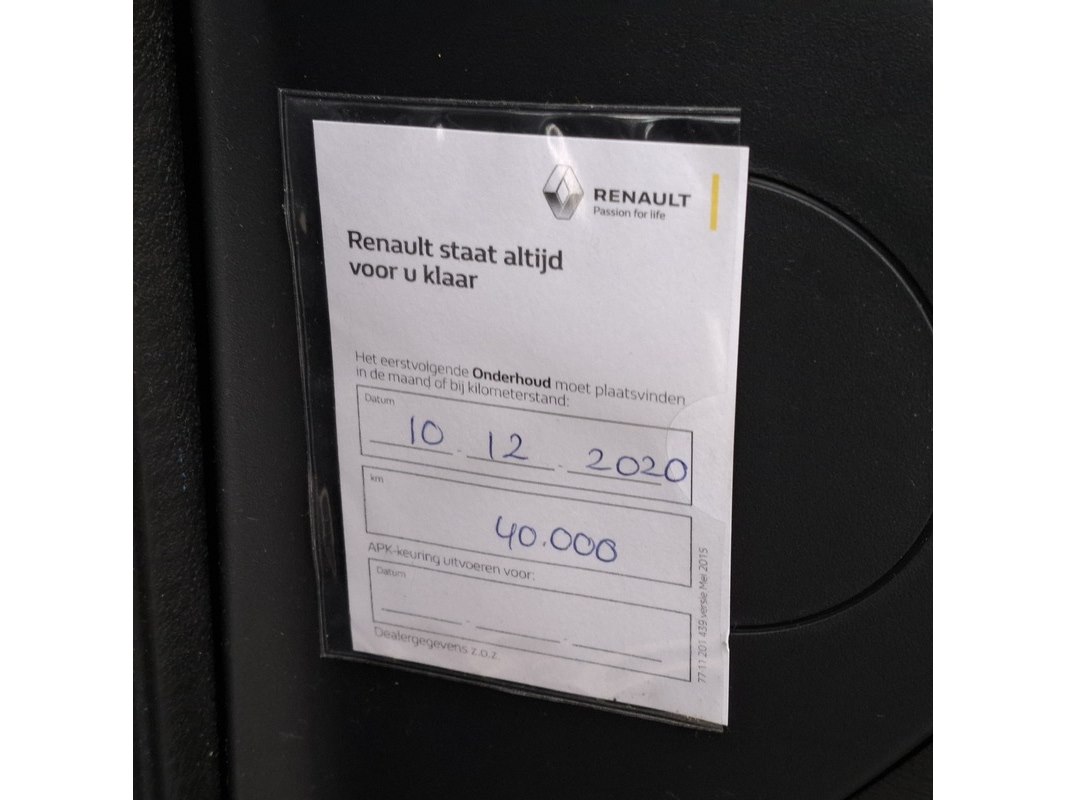 RENAULT
Passion for life
Renault staat altijd
voor u klaar
Het eerstvolgende Onderhoud moet plaatsvinden
in de maand of bij kilometerstand:
Datum
10 . 12 . 2020
km
40.000
APK-keuring uitvoeren voor:
Datum
Dealergegevens z.o.z.
77 11 201 439 versie Mei 2015